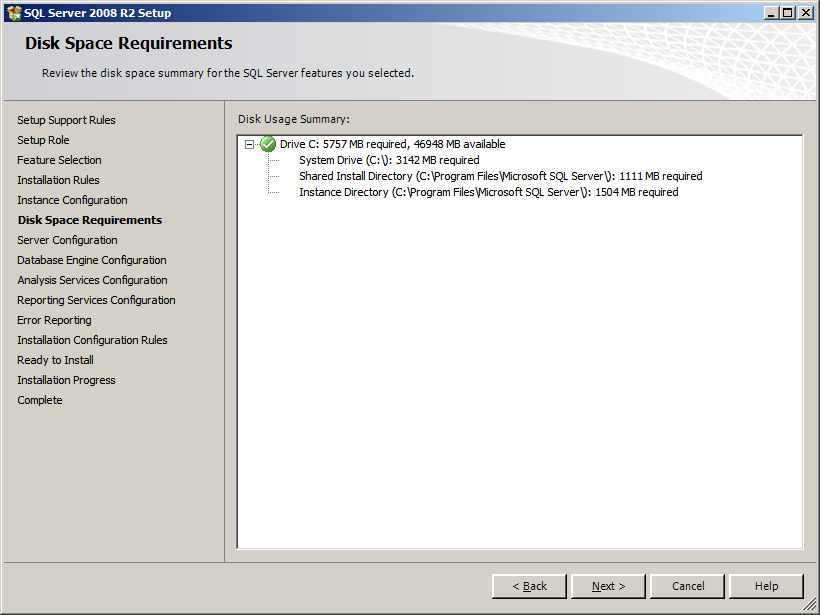 SQL Server 2008 R2 Setup
Disk Space Requirements
Review the disk space summary for the SQL Server features you selected.
Setup Support Rules
Setup Role
Feature Selection
Installation Rules
Instance Configuration
Disk Space Requirements
Server Configuration
Database Engine Configuration
Analysis Services Configuration
Reporting Services Configuration
Error Reporting
Installation Configuration Rules
Ready to Install
Installation Progress
Complete
Disk Usage Summary:
Drive C: 5757 MB required, 46948 MB available
System Drive (C:\): 3142 MB required
Shared Install Directory (C:\Program Files\Microsoft SQL Server\): 1111 MB required
Instance Directory (C:\Program Files\Microsoft SQL Server\): 1504 MB required
< Back
Next >
Cancel
Help